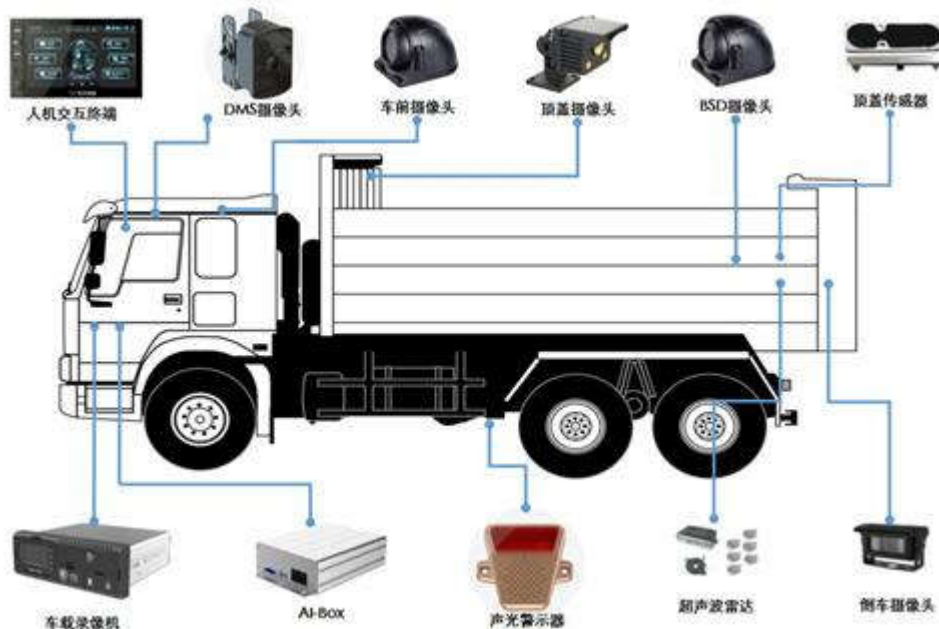 人机交互终端
DMS摄像头
车前摄像头
顶盖摄像头
BSD摄像头
顶盖传感器
车载录像机
AI-Box
声光警示器
超声波雷达
倒车摄像头